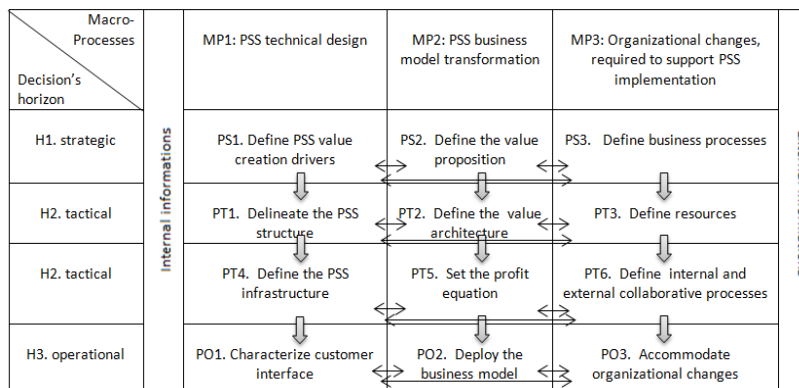 Macro-
Processes
Decision's
horizon
MP1: PSS technical design
MP2: PSS business
model transformation
MP3: Organizational changes,
required to support PSS
implementation
Internal informations
H1. strategic
PS1. Define PSS value
creation drivers
PS2. Define the value
proposition
PS3. Define business processes
H2. tactical
PT1. Delineate the PSS
structure
PT2. Define the value
architecture
PT3. Define resources
H2. tactical
PT4. Define the PSS
infrastructure
PT5. Set the profit
equation
PT6. Define internal and
external collaborative processes
H3. operational
PO1. Characterize customer
interface
PO2. Deploy the
business model
PO3. Accommodate
organizational changes